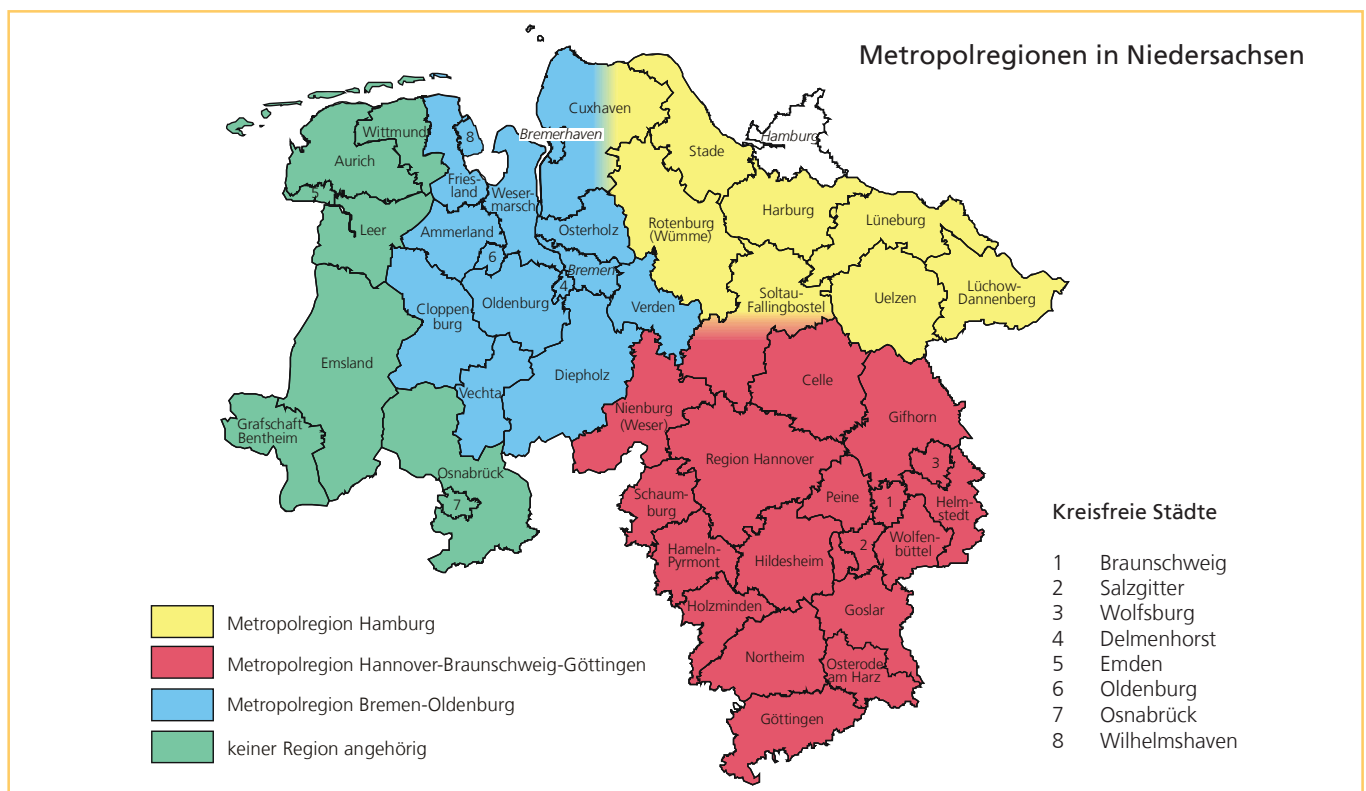 Metropolregionen in Niedersachsen
Cuxhaven
Wittmund
8
Bremerhaven
Hamburg
Stade
Aurich
Fries-
land
Weser-
marsch
5
Harburg
Lüneburg
Leer
Ammerland
Osterholz
Rotenburg
(Wümme)
6
Bremen
4
Lüchow-
Dannenberg
Soltau-
Fallingbostel
Uelzen
Cloppen-
burg
Oldenburg
Verden
Emsland
Diepholz
Celle
Vechta
Nienburg
(Weser)
Gifhorn
Grafschaft
Bentheim
Region Hannover
3
Osnabrück
7
Schaum-
burg
Peine
1
Helm-
stedt
Hameln-
Pyrmont
Hildesheim
2
Wolfen-
büttel
Holzminden
Goslar
Northeim
Osterode
am Harz
Göttingen
Metropolregion Hamburg
Metropolregion Hannover-Braunschweig-Göttingen
Metropolregion Bremen-Oldenburg
keiner Region angehörig
Kreisfreie Städte
1 Braunschweig
2 Salzgitter
3 Wolfsburg
4 Delmenhorst
5 Emden
6 Oldenburg
7 Osnabrück
8 Wilhelmshaven